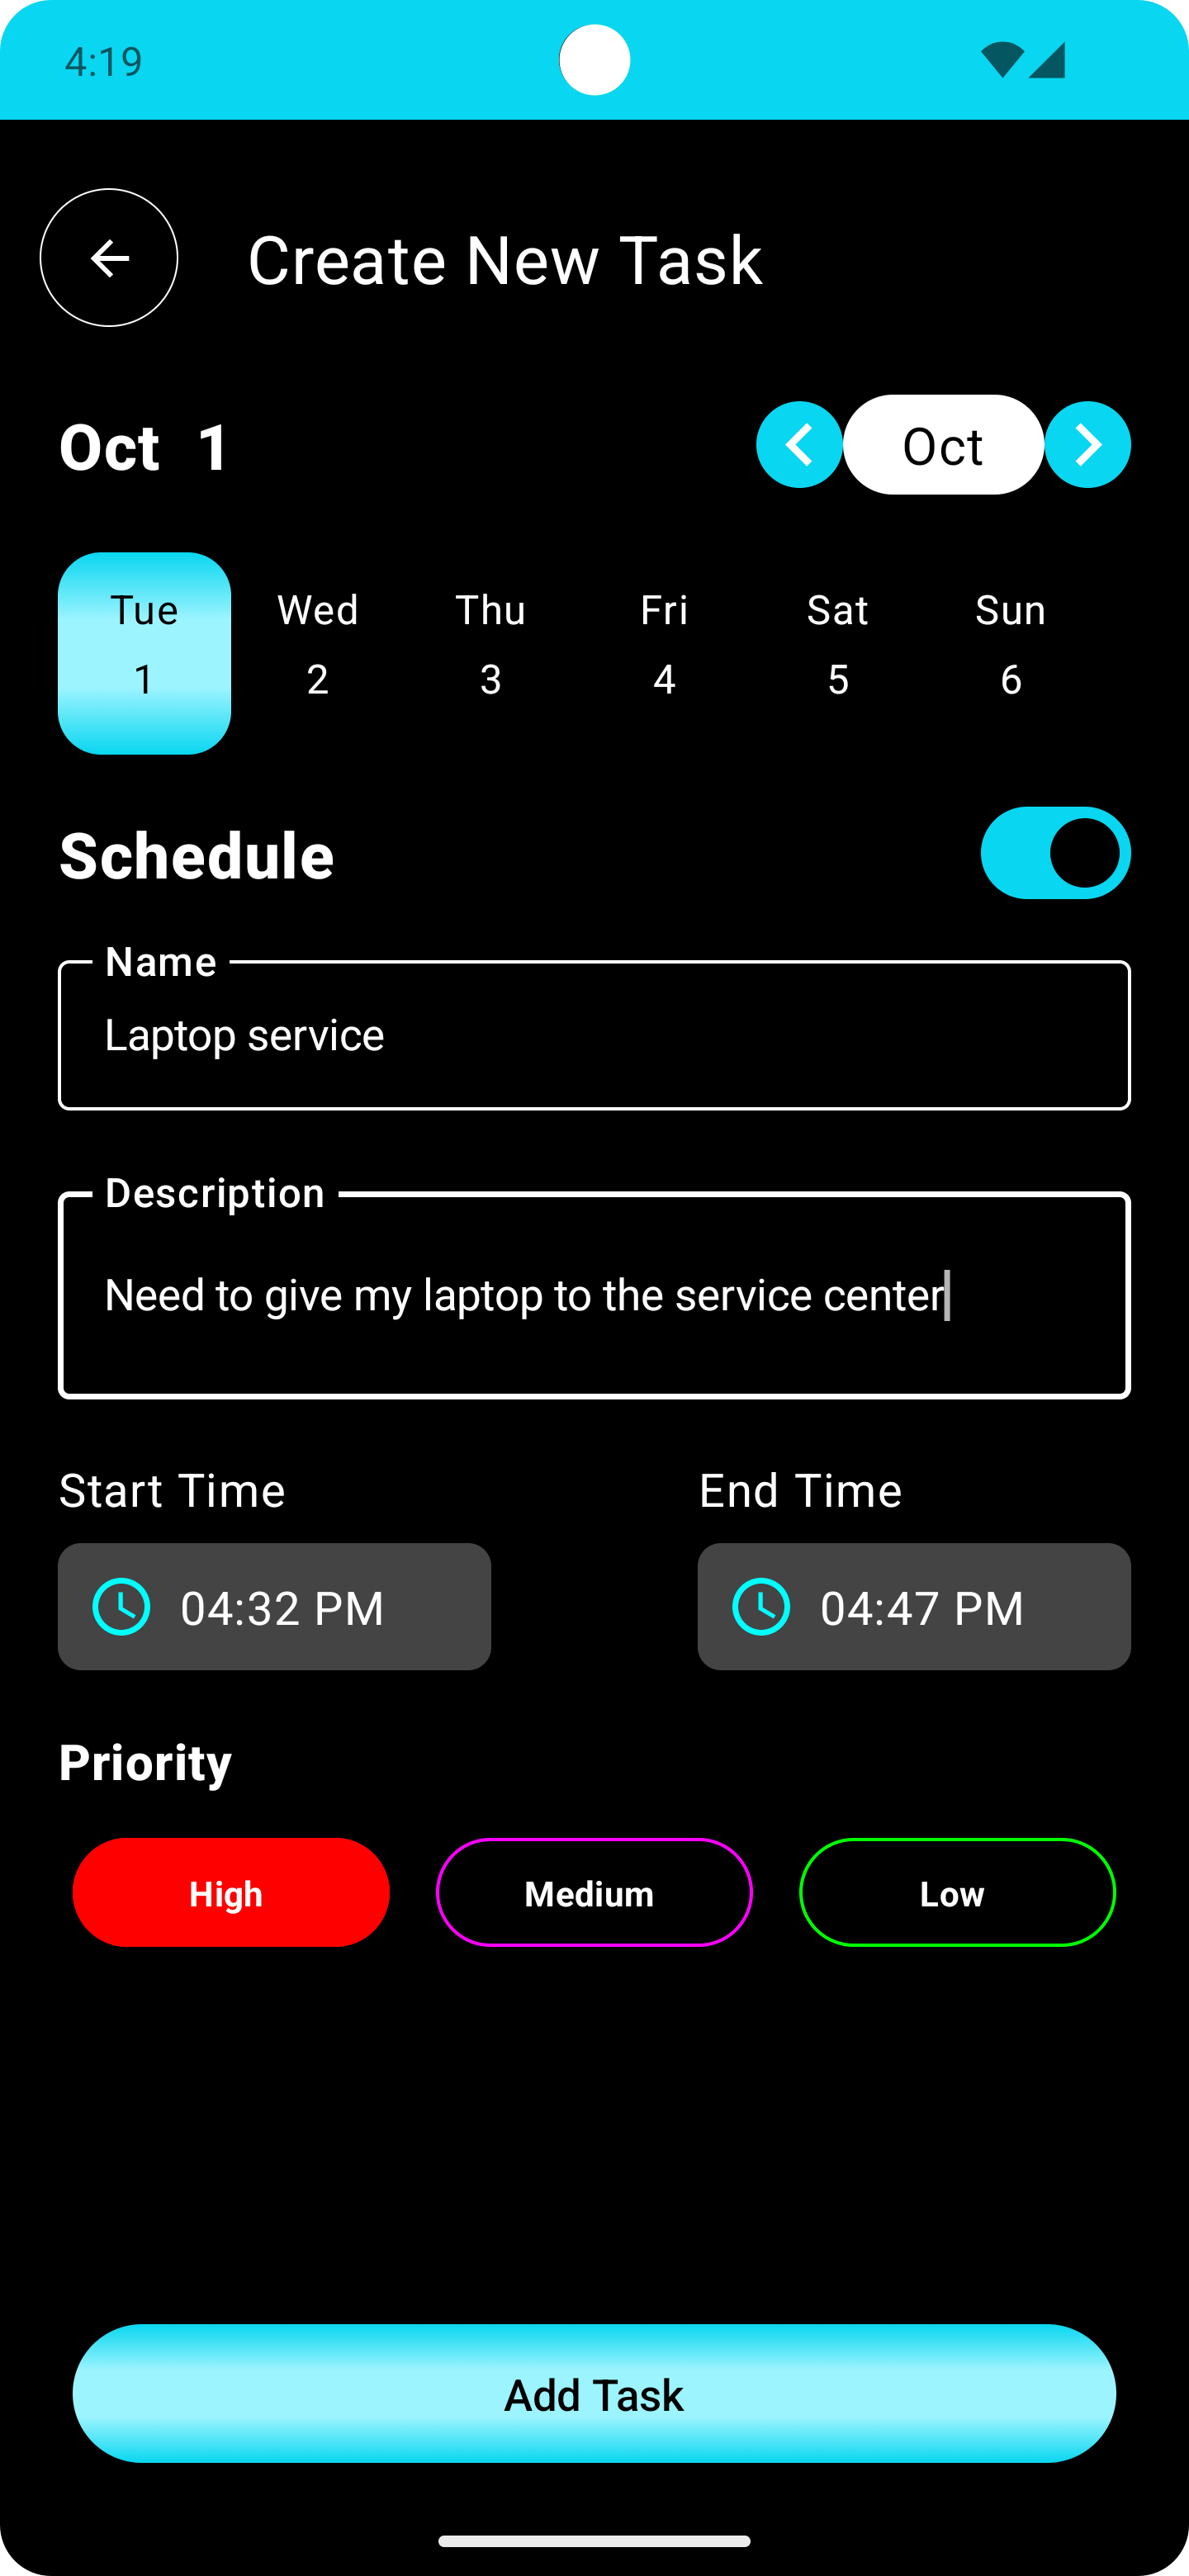 4:19
Create New Task
Oct 1
Oct
Tue Wed Thu Fri Sat Sun
1 2 3 4 5 6
Schedule
Name
Laptop service
Description
Need to give my laptop to the service center
Start Time End Time
04:32 PM 04:47 PM
Priority
High Medium Low
Add Task